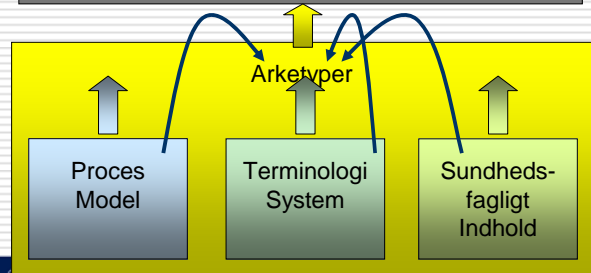 Arketyper
Proces
Model
Terminologi
System
Sundheds-
fagligt
Indhold